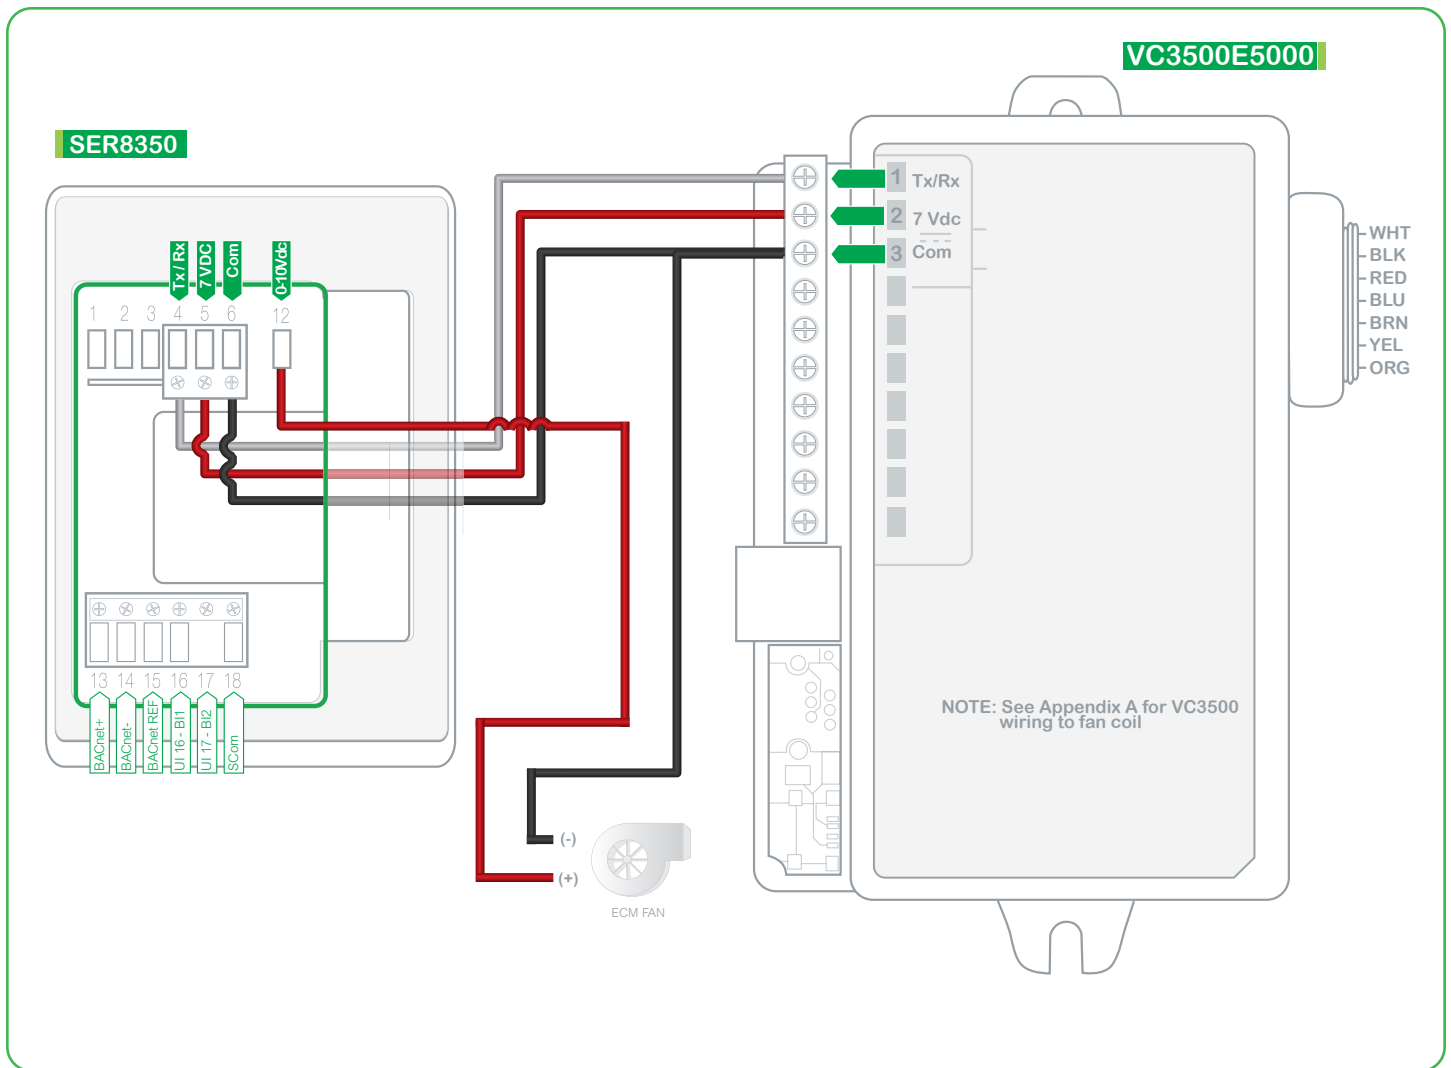 VC3500E5000
SER8350
Tx / Rx
7 VDC
Com
0-10Vdc
1
2
3
4
5
6
12
1 Tx/Rx
2 7 Vdc
3 Com
WHT
BLK
RED
BLU
BRN
YEL
ORG
13
14
15
16
17
18
BACnet+
BACnet-
BACnet REF
UI 16 - BI1
UI 17 - BI2
SCom
NOTE: See Appendix A for VC3500
wiring to fan coil
(-)
(+)
ECM FAN